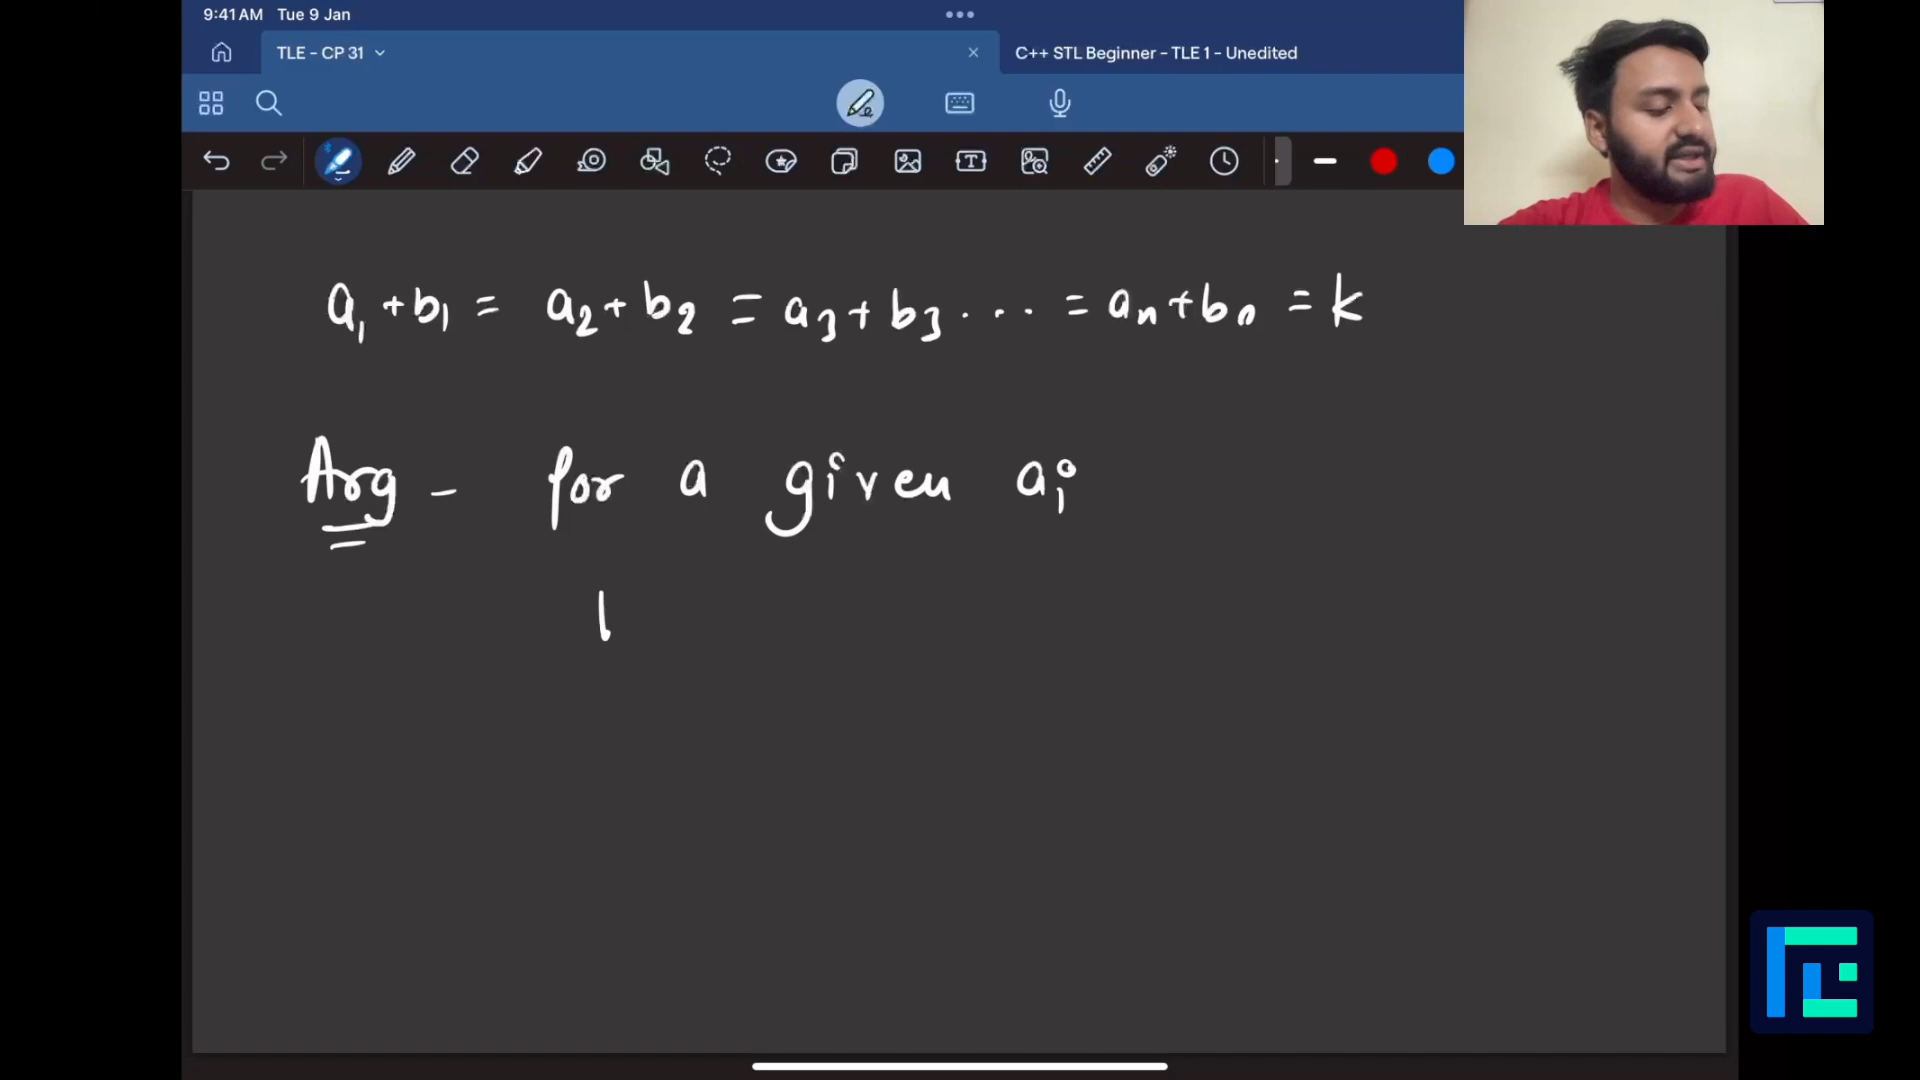 9:41 AM Tue 9 Jan
TLE - CP 31
C++ STL Beginner - TLE 1 - Unedited
a₁ + b₁ = a₂ + b₂ = a₃ + b₃ . . . . = aₙ + bₙ = k
Arg - for a given aᵢ